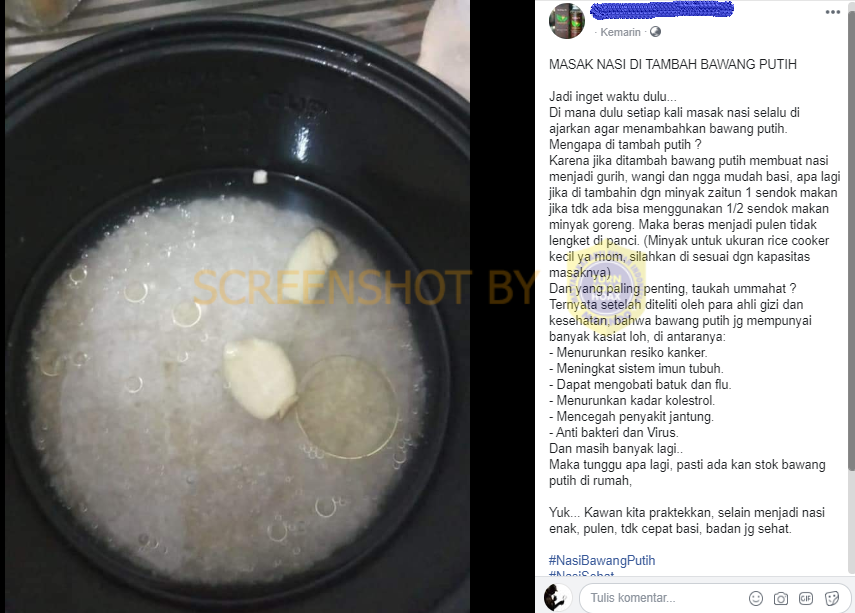 Kemarin ·
MASAK NASI DI TAMBAH BAWANG PUTIH
Jadi inget waktu dulu...
Di mana dulu setiap kali masak nasi selalu di
ajarkan agar menambahkan bawang putih.
Mengapa di tambah putih ?
Karena jika ditambah bawang putih membuat nasi
menjadi gurih, wangi dan ngga mudah basi, apa lagi
jika di tambahin dgn minyak zaitun 1 sendok makan
jika tdk ada bisa menggunakan 1/2 sendok makan
minyak goreng. Maka beras menjadi pulen tidak
lengket di panci. (Minyak untuk ukuran rice cooker
kecil ya mom, silahkan di sesuai dgn kapasitas
masaknya)
Dan yang paling penting, taukah ummahat ?
Ternyata setelah diteliti oleh para ahli gizi dan
kesehatan, bahwa bawang putih jg mempunyai
banyak kasiat loh, di antaranya:
- Menurunkan resiko kanker.
- Meningkat sistem imun tubuh.
- Dapat mengobati batuk dan flu.
- Menurunkan kadar kolestrol.
- Mencegah penyakit jantung.
- Anti bakteri dan Virus.
Dan masih banyak lagi..
Maka tunggu apa lagi, pasti ada kan stok bawang
putih di rumah,
Yuk... Kawan kita praktekkan, selain menjadi nasi
enak, pulen, tdk cepat basi, badan jg sehat.
#NasiBawangPutih
#NasiSehat
Tulis komentar...
GIF
SCREENSHOT BY